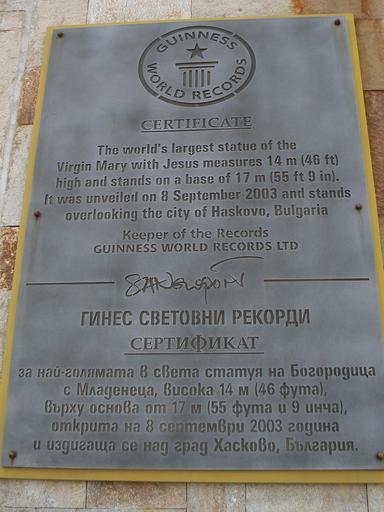 GUINNESS
WORLD RECORDS
CERTIFICATE
The world's largest statue of the
Virgin Mary with Jesus measures 14 m (46 ft)
high and stands on a base of 17 m (55 ft 9 in).
It was unveiled on 8 September 2003 and stands
overlooking the city of Haskovo, Bulgaria
Keeper of the Records
GUINNESS WORLD RECORDS LTD
ГИНЕС СВЕТОВНИ РЕКОРДИ
СЕРТИФИКАТ
за най-голямата в света статуя на Богородица
с Младенеца, висока 14 м (46 фута),
върху основа от 17 м (55 фута и 9 инча),
открита на 8 септември 2003 година
и издигаща се над град Хасково, България.